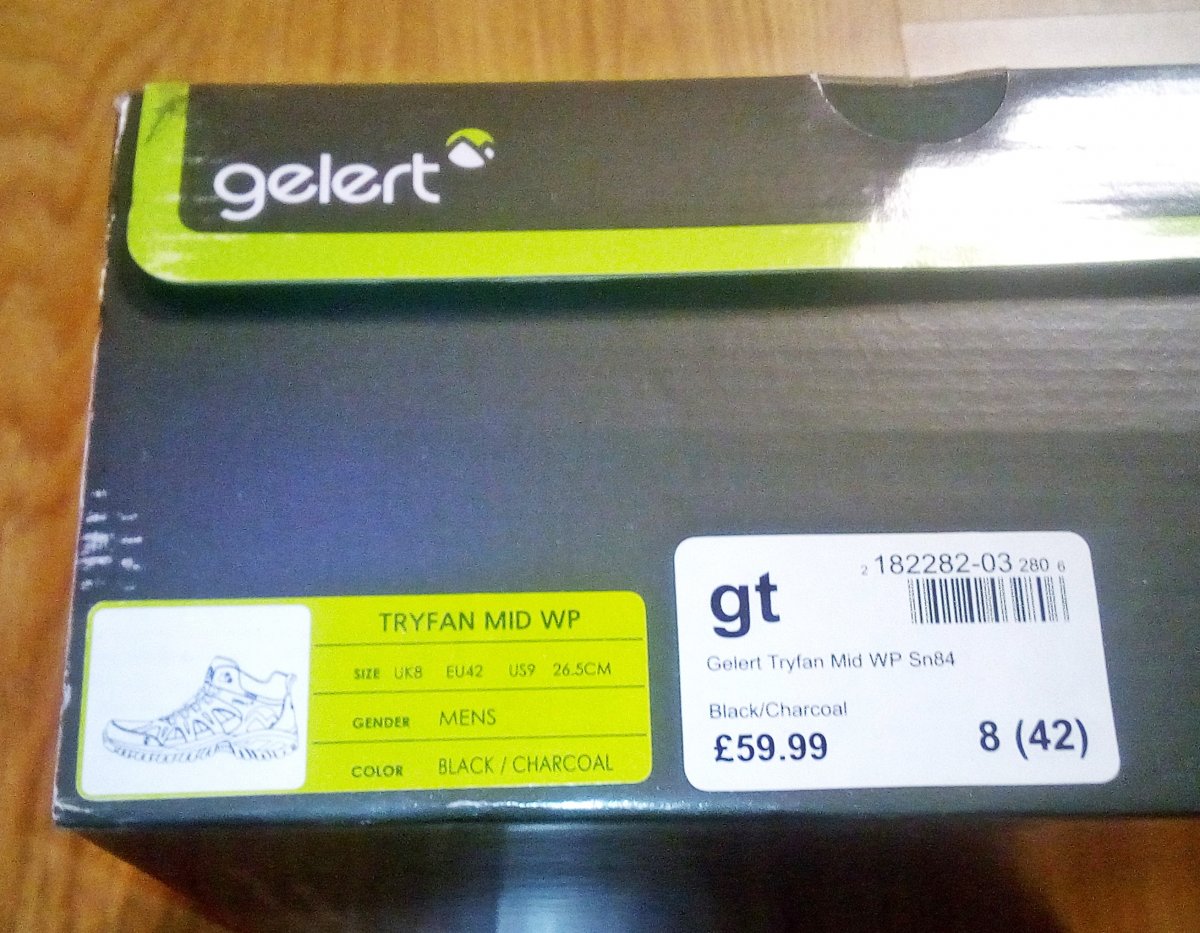 gelert
TRYFAN MID WP
SIZE UK8 EU42 US9 26.5CM
GENDER MENS
COLOR BLACK / CHARCOAL
gt
2 182282-03 280 6
Gelert Tryfan Mid WP Sn84
Black/Charcoal
£59.99 8 (42)